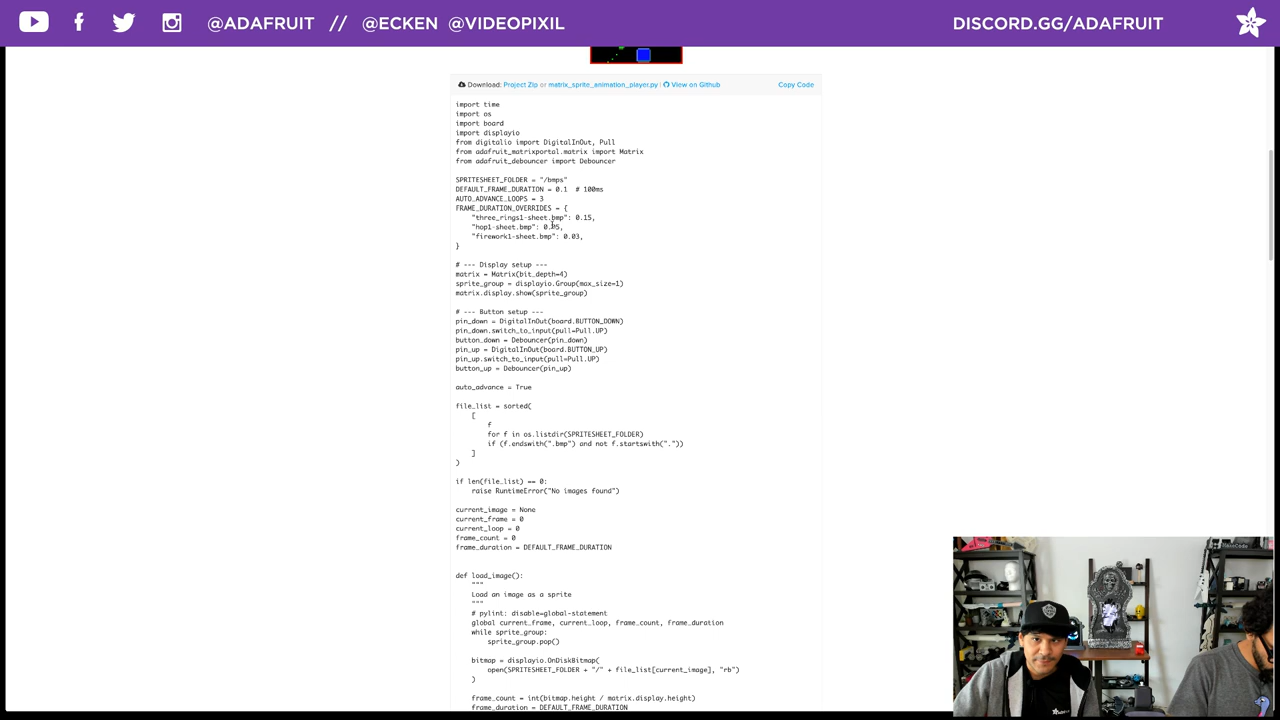 @ADAFRUIT // @ECKEN @VIDEOPIXIL DISCORD.GG/ADAFRUIT
Download: Project Zip or matrix_sprite_animation_player.py | View on Github Copy Code
import time
import os
import board
import displayio
from digitalio import DigitalInOut, Pull
from adafruit_matrixportal.matrix import Matrix
from adafruit_debouncer import Debouncer
SPRITESHEET_FOLDER = "/bmps"
DEFAULT_FRAME_DURATION = 0.1  # 100ms
AUTO_ADVANCE_LOOPS = 3
FRAME_DURATION_OVERRIDES = {
    "three_rings1-sheet.bmp": 0.15,
    "hop1-sheet.bmp": 0.05,
    "firework1-sheet.bmp": 0.03,
}
# --- Display setup ---
matrix = Matrix(bit_depth=4)
sprite_group = displayio.Group(max_size=1)
matrix.display.show(sprite_group)
# --- Button setup ---
pin_down = DigitalInOut(board.BUTTON_DOWN)
pin_down.switch_to_input(pull=Pull.UP)
button_down = Debouncer(pin_down)
pin_up = DigitalInOut(board.BUTTON_UP)
pin_up.switch_to_input(pull=Pull.UP)
button_up = Debouncer(pin_up)
auto_advance = True
file_list = sorted(
    [
        f
        for f in os.listdir(SPRITESHEET_FOLDER)
        if (f.endswith(".bmp") and not f.startswith("."))
    ]
)
if len(file_list) == 0:
    raise RuntimeError("No images found")
current_image = None
current_frame = 0
current_loop = 0
frame_count = 0
frame_duration = DEFAULT_FRAME_DURATION
def load_image():
    """
    Load an image as a sprite
    """
    # pylint: disable=global-statement
    global current_frame, current_loop, frame_count, frame_duration
    while sprite_group:
        sprite_group.pop()
    bitmap = displayio.OnDiskBitmap(
        open(SPRITESHEET_FOLDER + "/" + file_list[current_image], "rb")
    )
    frame_count = int(bitmap.height / matrix.display.height)
    frame_duration = DEFAULT_FRAME_DURATION